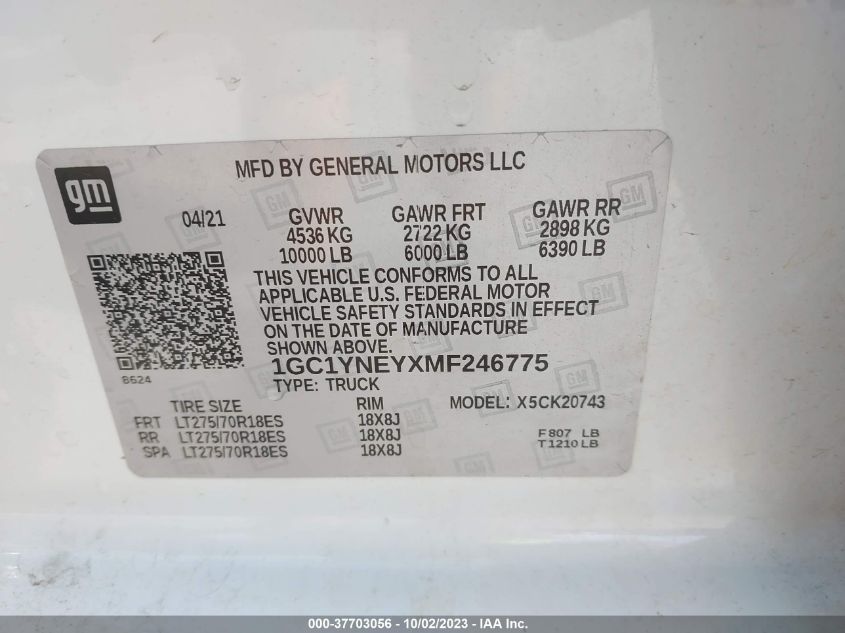 MFD BY GENERAL MOTORS LLC
gm
04/21 GVWR GAWR FRT GAWR RR
4536 KG 2722 KG 2898 KG
10000 LB 6000 LB 6390 LB
THIS VEHICLE CONFORMS TO ALL
APPLICABLE U.S. FEDERAL MOTOR
VEHICLE SAFETY STANDARDS IN EFFECT
ON THE DATE OF MANUFACTURE
SHOWN ABOVE.
1GC1YNEYXMF246775
8624
TYPE: TRUCK
TIRE SIZE RIM MODEL: X5CK20743
FRT LT275/70R18ES 18X8J
RR LT275/70R18ES 18X8J F807 LB
SPA LT275/70R18ES 18X8J T1210LB
000-37703056 - 10/02/2023 - IAA Inc.